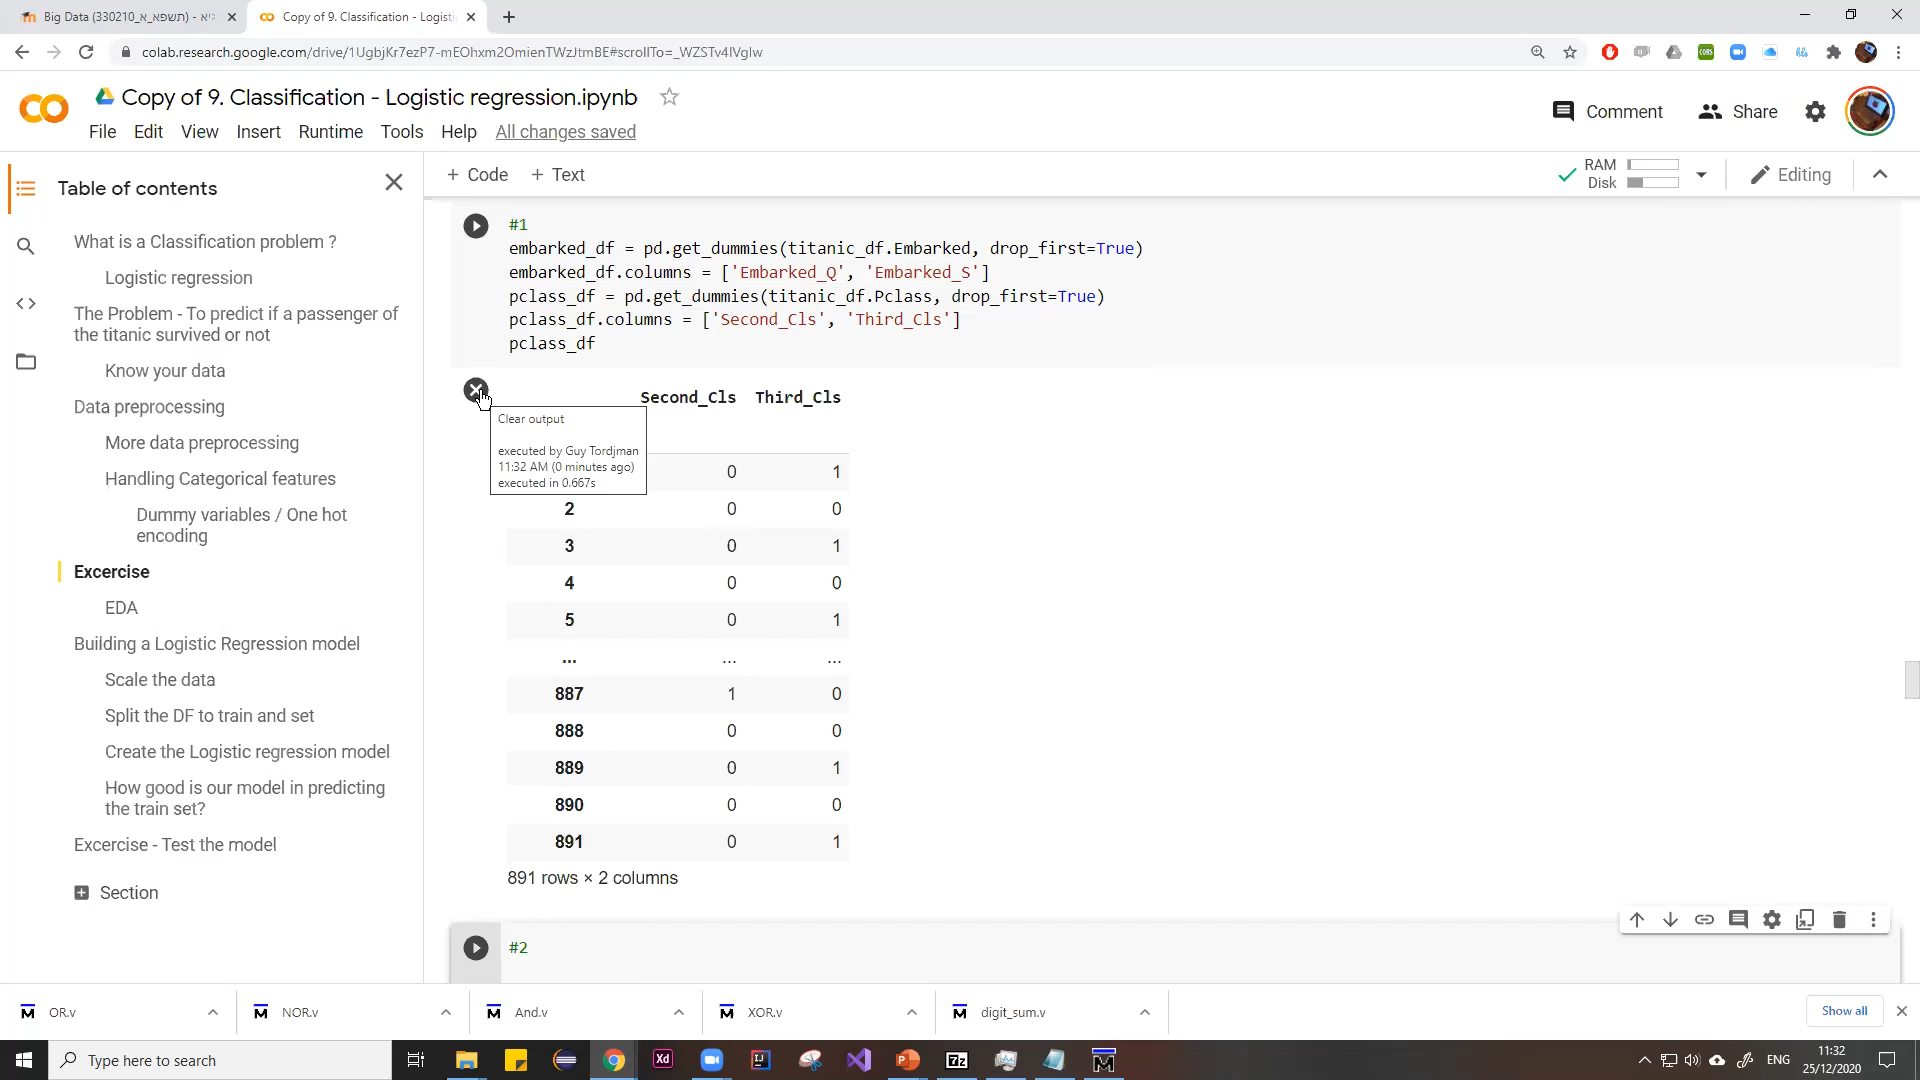 Big Data (330210_תשפא_א) - ייא
Copy of 9. Classification - Logisti
colab.research.google.com/drive/1UgbjKr7ezP7-mEOhxm2OmienTWzJtmBE#scrollTo=_WZSTv4lVglw
Copy of 9. Classification - Logistic regression.ipynb
Comment
Share
File Edit View Insert Runtime Tools Help All changes saved
Table of contents
+ Code + Text
RAM
Disk
Editing
What is a Classification problem ?
Logistic regression
The Problem - To predict if a passenger of
the titanic survived or not
Know your data
Data preprocessing
More data preprocessing
Handling Categorical features
Dummy variables / One hot
encoding
Excercise
EDA
Building a Logistic Regression model
Scale the data
Split the DF to train and set
Create the Logistic regression model
How good is our model in predicting
the train set?
Excercise - Test the model
Section
#1
embarked_df = pd.get_dummies(titanic_df.Embarked, drop_first=True)
embarked_df.columns = ['Embarked_Q', 'Embarked_S']
pclass_df = pd.get_dummies(titanic_df.Pclass, drop_first=True)
pclass_df.columns = ['Second_Cls', 'Third_Cls']
pclass_df
Second_Cls Third_Cls
Clear output
executed by Guy Tordjman
11:32 AM (0 minutes ago)
executed in 0.667s
0 1
2 0 0
3 0 1
4 0 0
5 0 1
... ... ...
887 1 0
888 0 0
889 0 1
890 0 0
891 0 1
891 rows × 2 columns
#2
OR.v
NOR.v
And.v
XOR.v
digit_sum.v
Show all
Type here to search
ENG
11:32
25/12/2020